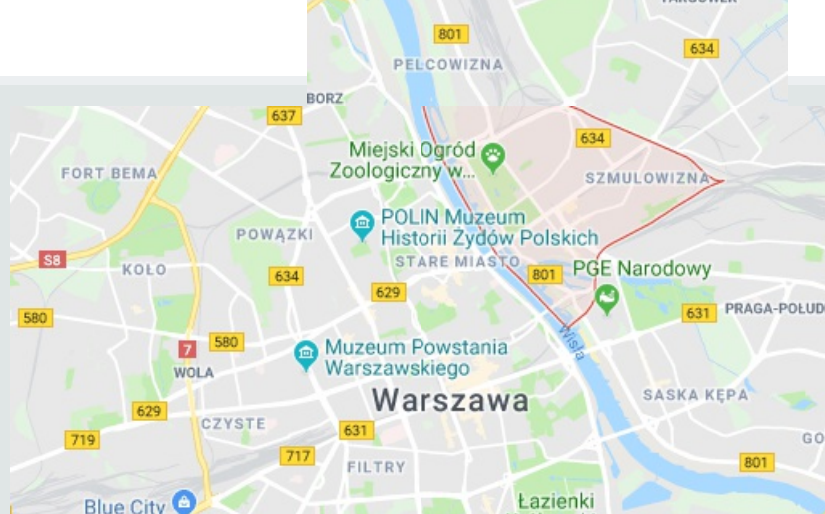 801
634
PELCOWIZNA
BORZ
637
Miejski Ogród
Zoologiczny w...
634
FORT BEMA
SZMULOWIZNA
POLIN Muzeum
Historii Żydów Polskich
POWĄZKI
STARE MIASTO
S8
KOŁO
634
801
PGE Narodowy
629
580
631
PRAGA-POŁUD
7
580
Muzeum Powstania
Warszawskiego
Wisła
WOLA
Warszawa
SASKA KĘPA
629
CZYSTE
631
719
GO
717
FILTRY
801
Blue City
Łazienki